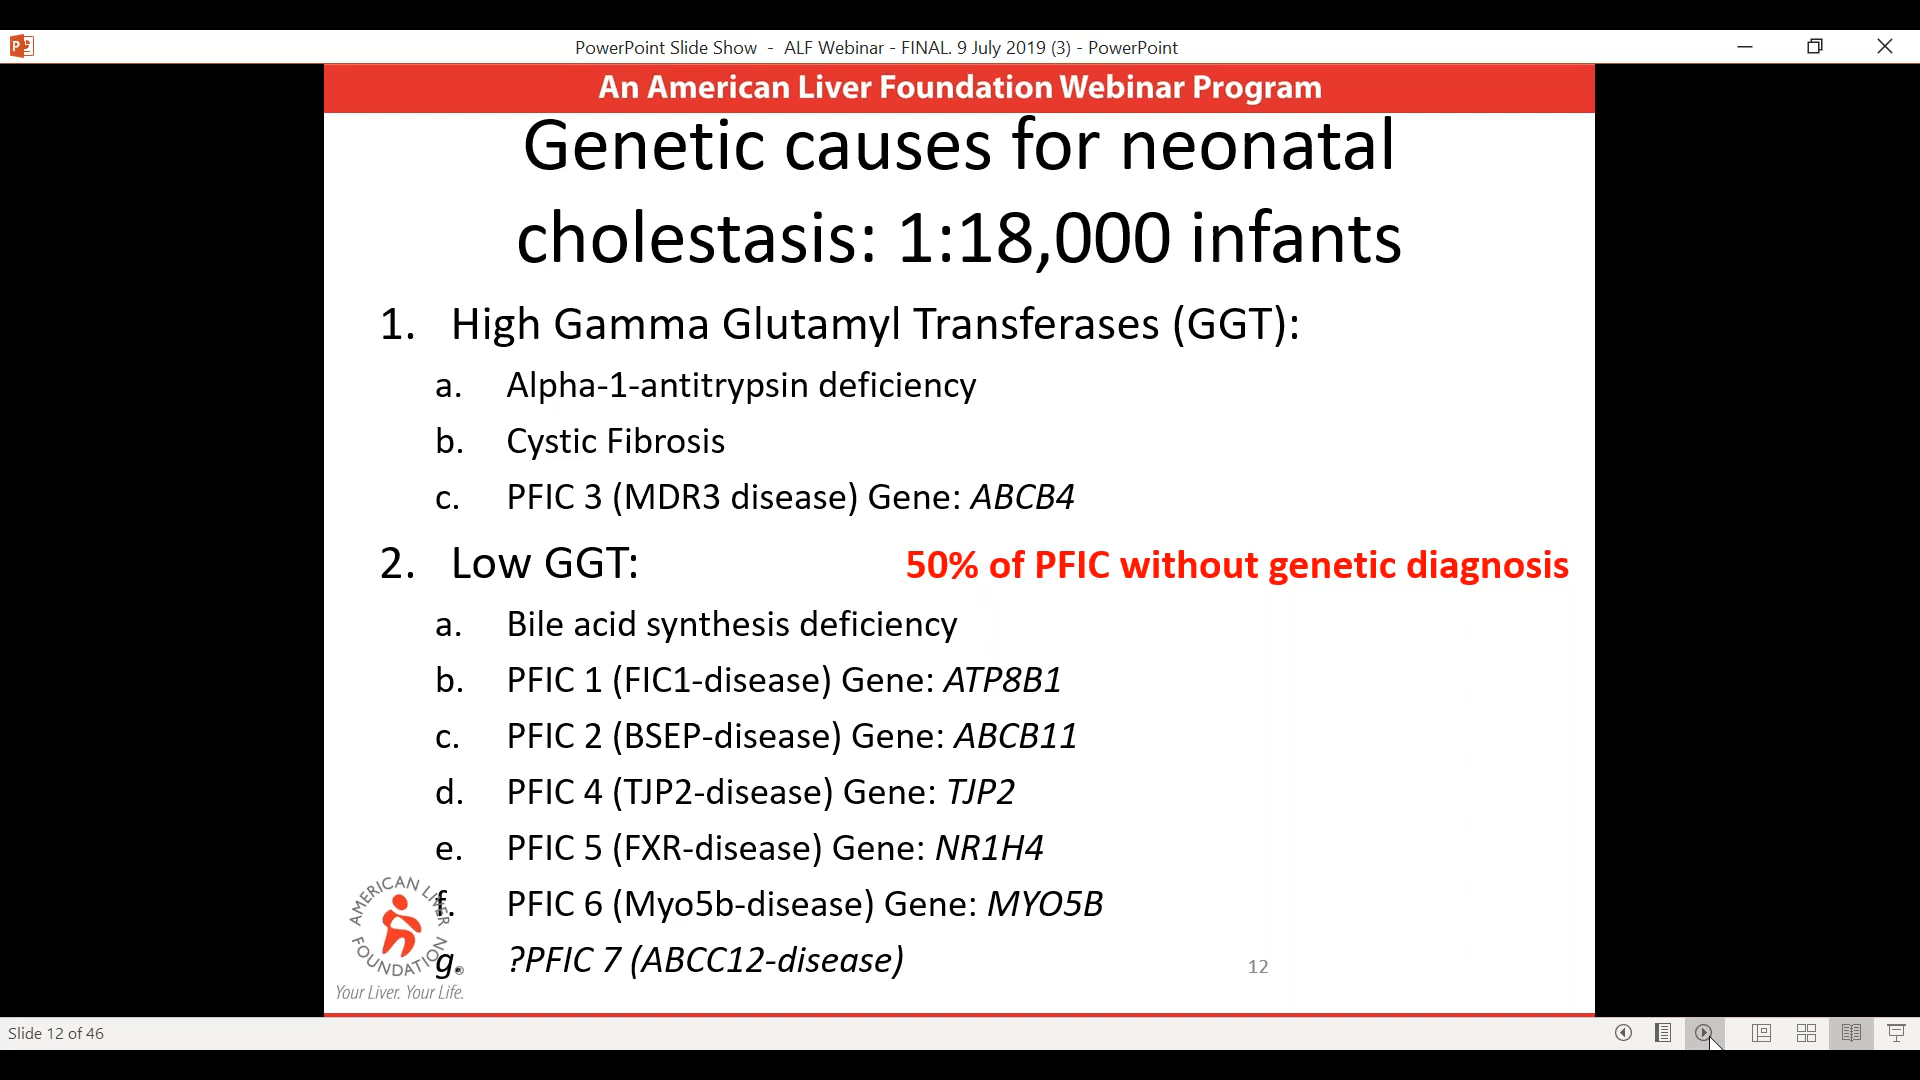 PowerPoint Slide Show - ALF Webinar - FINAL. 9 July 2019 (3) - PowerPoint
An American Liver Foundation Webinar Program
Genetic causes for neonatal
cholestasis: 1:18,000 infants
1. High Gamma Glutamyl Transferases (GGT):
a. Alpha-1-antitrypsin deficiency
b. Cystic Fibrosis
c. PFIC 3 (MDR3 disease) Gene: ABCB4
2. Low GGT:
50% of PFIC without genetic diagnosis
a. Bile acid synthesis deficiency
b. PFIC 1 (FIC1-disease) Gene: ATP8B1
c. PFIC 2 (BSEP-disease) Gene: ABCB11
d. PFIC 4 (TJP2-disease) Gene: TJP2
e. PFIC 5 (FXR-disease) Gene: NR1H4
f. PFIC 6 (Myo5b-disease) Gene: MYO5B
g. ?PFIC 7 (ABCC12-disease)
AMERICAN LIVER FOUNDATION®
Your Liver. Your Life.
12
Slide 12 of 46